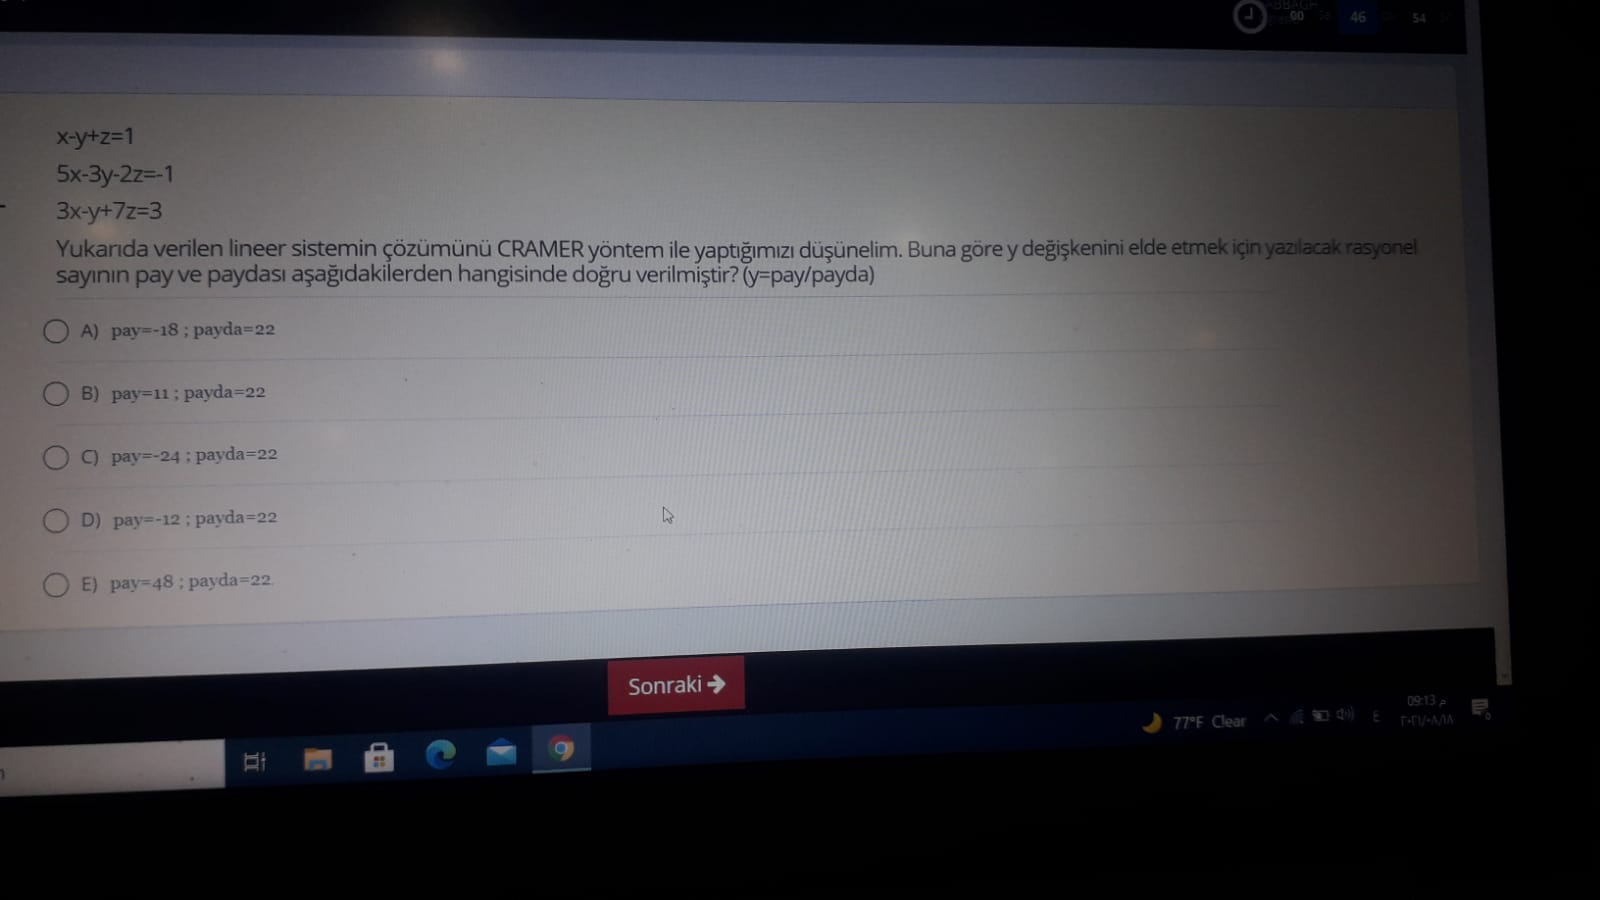 00
46
54
x-y+z=1
5x-3y-2z=-1
3x-y+7z=3
Yukarıda verilen lineer sistemin çözümünü CRAMER yöntem ile yaptığımızı düşünelim. Buna göre y değişkenini elde etmek için yazılacak rasyonel
sayının pay ve paydası aşağıdakilerden hangisinde doğru verilmiştir? (y=pay/payda)
A) pay=-18 ; payda=22
B) pay=11 ; payda=22
C) pay=-24 ; payda=22
D) pay=-12 ; payda=22
E) pay=48 ; payda=22
Sonraki
77°F Clear
ع
09:13 م
٢٠٢١/٠٨/١٨